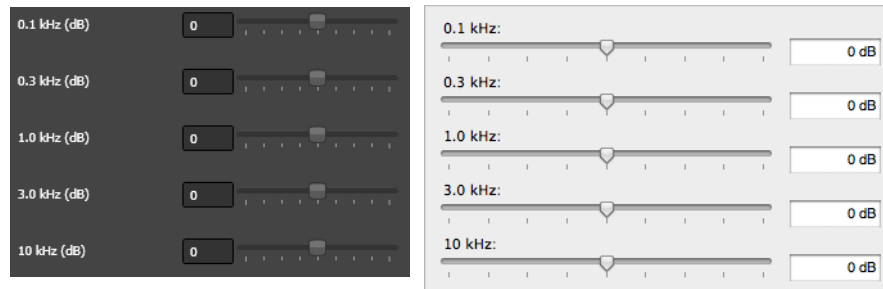 0.1 kHz (dB) 0
0.3 kHz (dB) 0
1.0 kHz (dB) 0
3.0 kHz (dB) 0
10 kHz (dB) 0
0.1 kHz:
0 dB
0.3 kHz:
0 dB
1.0 kHz:
0 dB
3.0 kHz:
0 dB
10 kHz:
0 dB